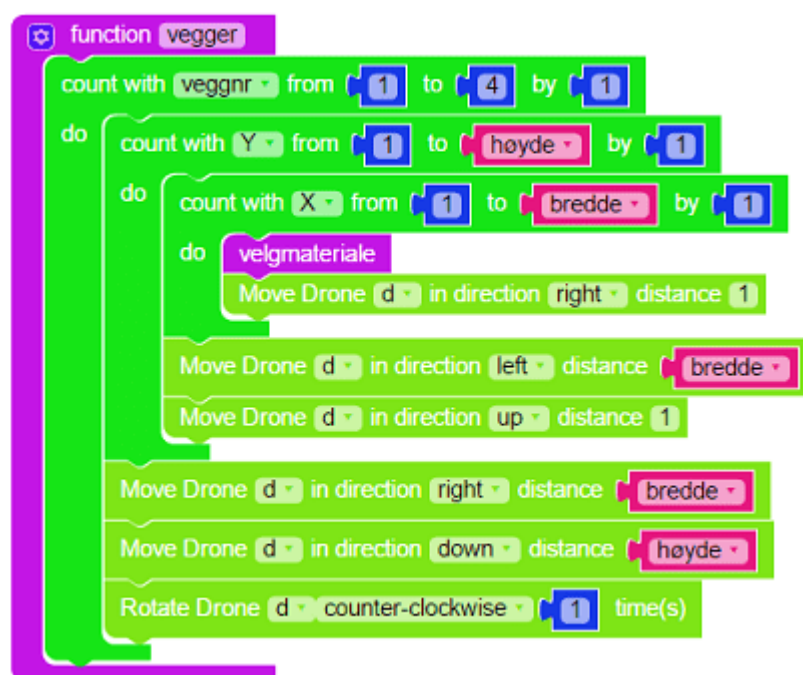 function vegger
count with veggnr from 1 to 4 by 1
do count with Y from 1 to høyde by 1
do count with X from 1 to bredde by 1
do velgmateriale
Move Drone d in direction right distance 1
Move Drone d in direction left distance bredde
Move Drone d in direction up distance 1
Move Drone d in direction right distance bredde
Move Drone d in direction down distance høyde
Rotate Drone d counter-clockwise 1 time(s)